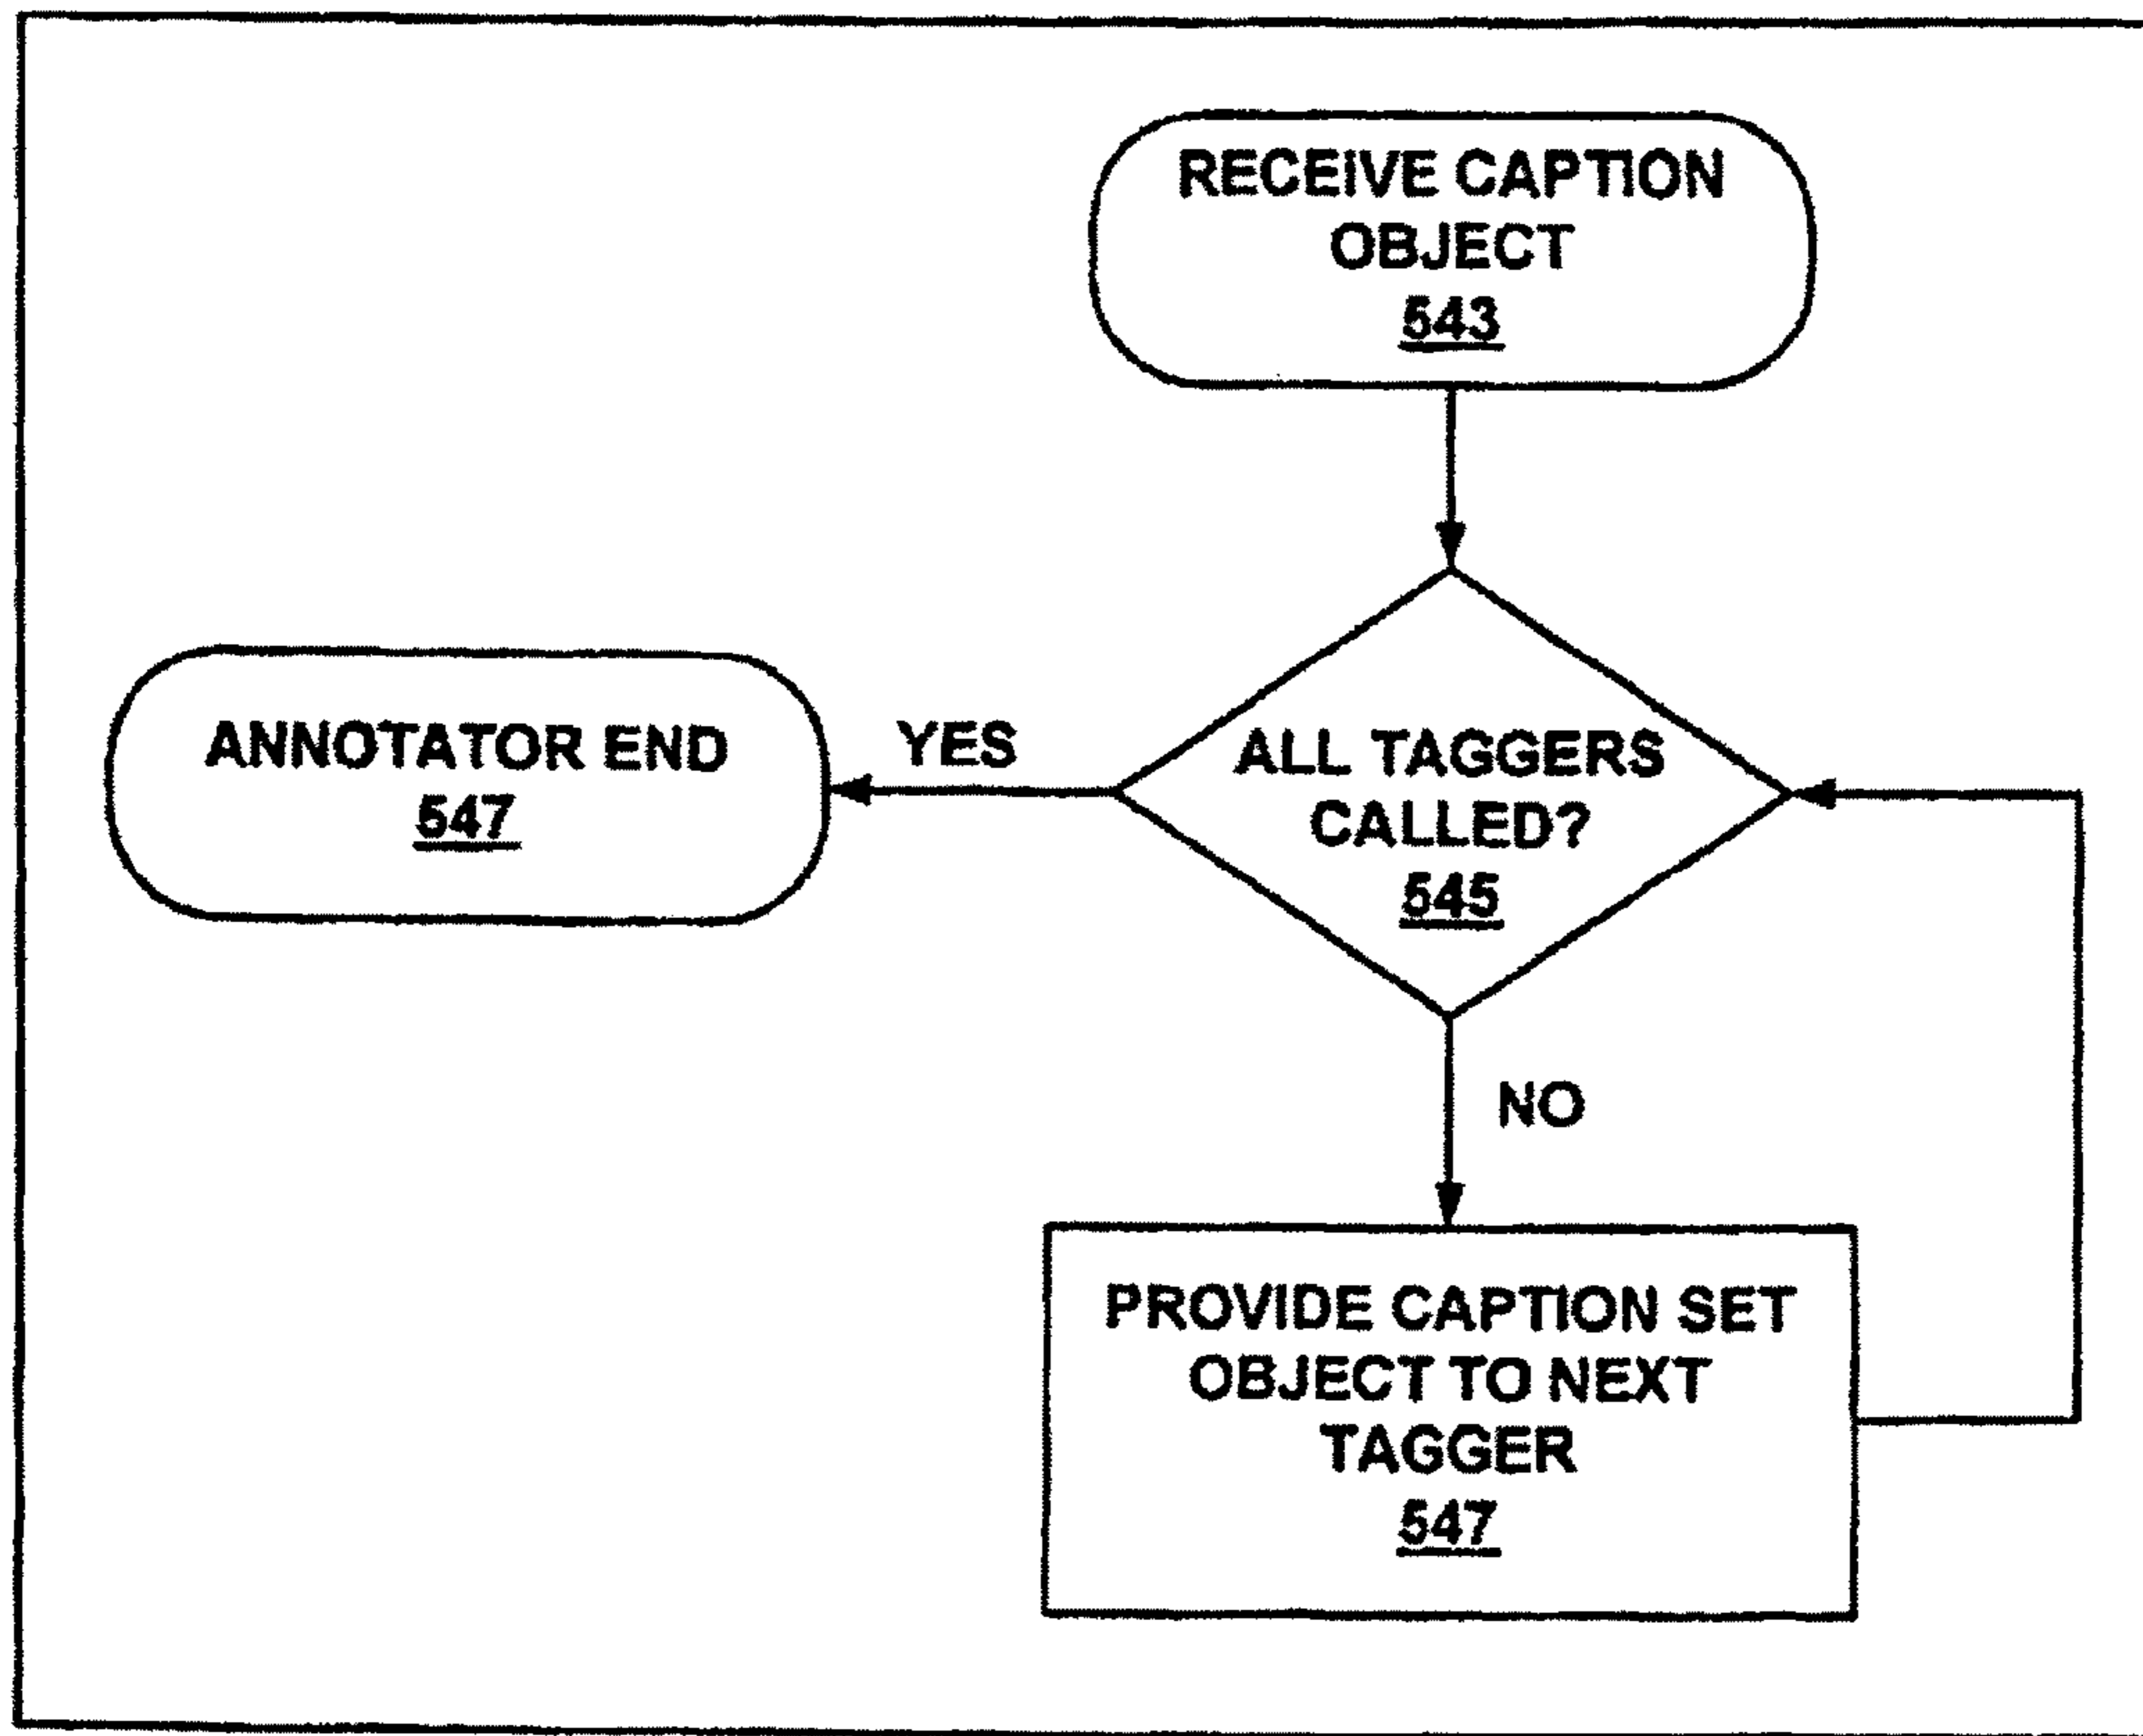 RECEIVE CAPTION
OBJECT
543
ANNOTATOR END
547
YES
ALL TAGGERS
CALLED?
545
NO
PROVIDE CAPTION SET
OBJECT TO NEXT
TAGGER
547